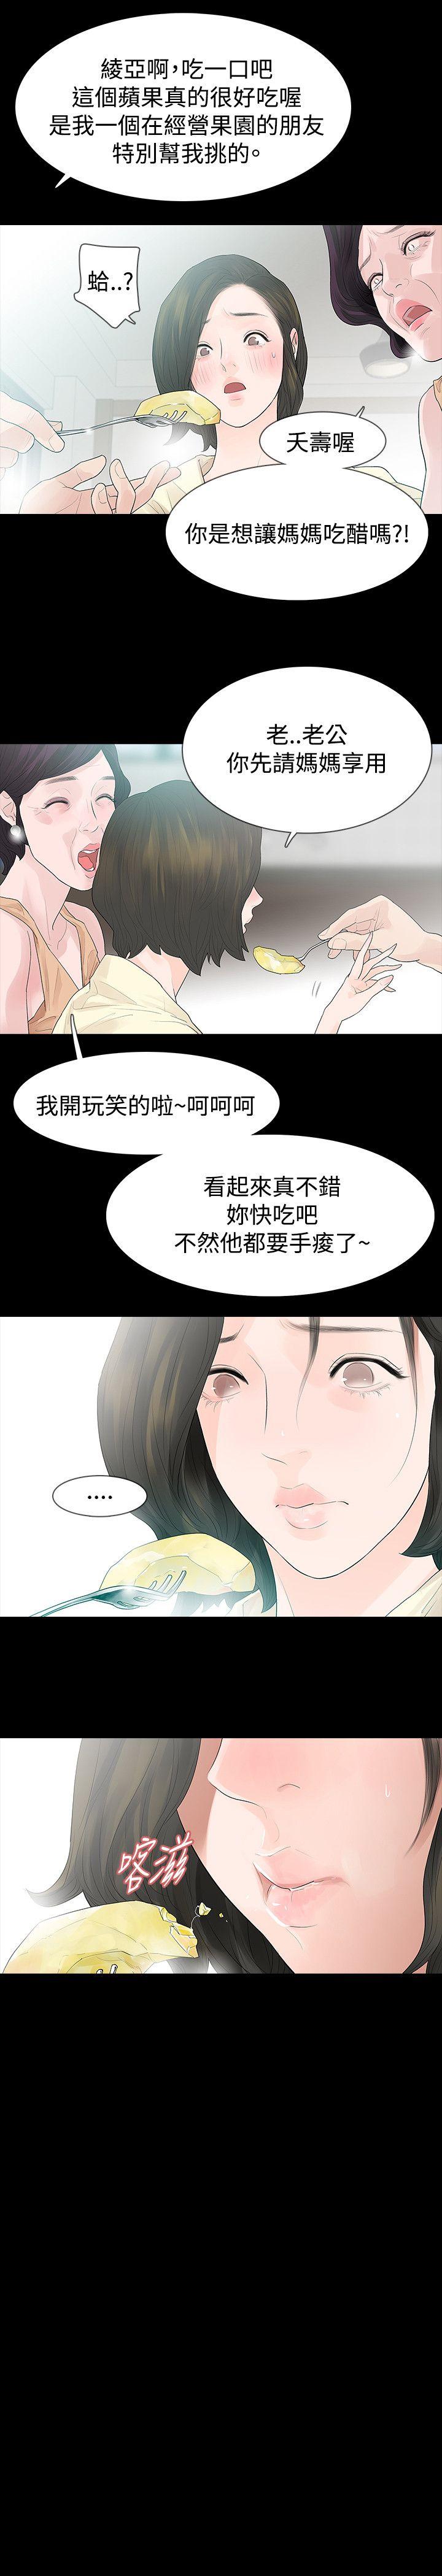 綾亞啊,吃一口吧
這個蘋果真的很好吃喔
是我一個在經營果園的朋友
特別幫我挑的。
蛤..?
夭壽喔
你是想讓媽媽吃醋嗎?!
老..老公
你先請媽媽享用
我開玩笑的啦~呵呵呵
看起來真不錯
妳快吃吧
不然他都要手痠了~
....
喀滋